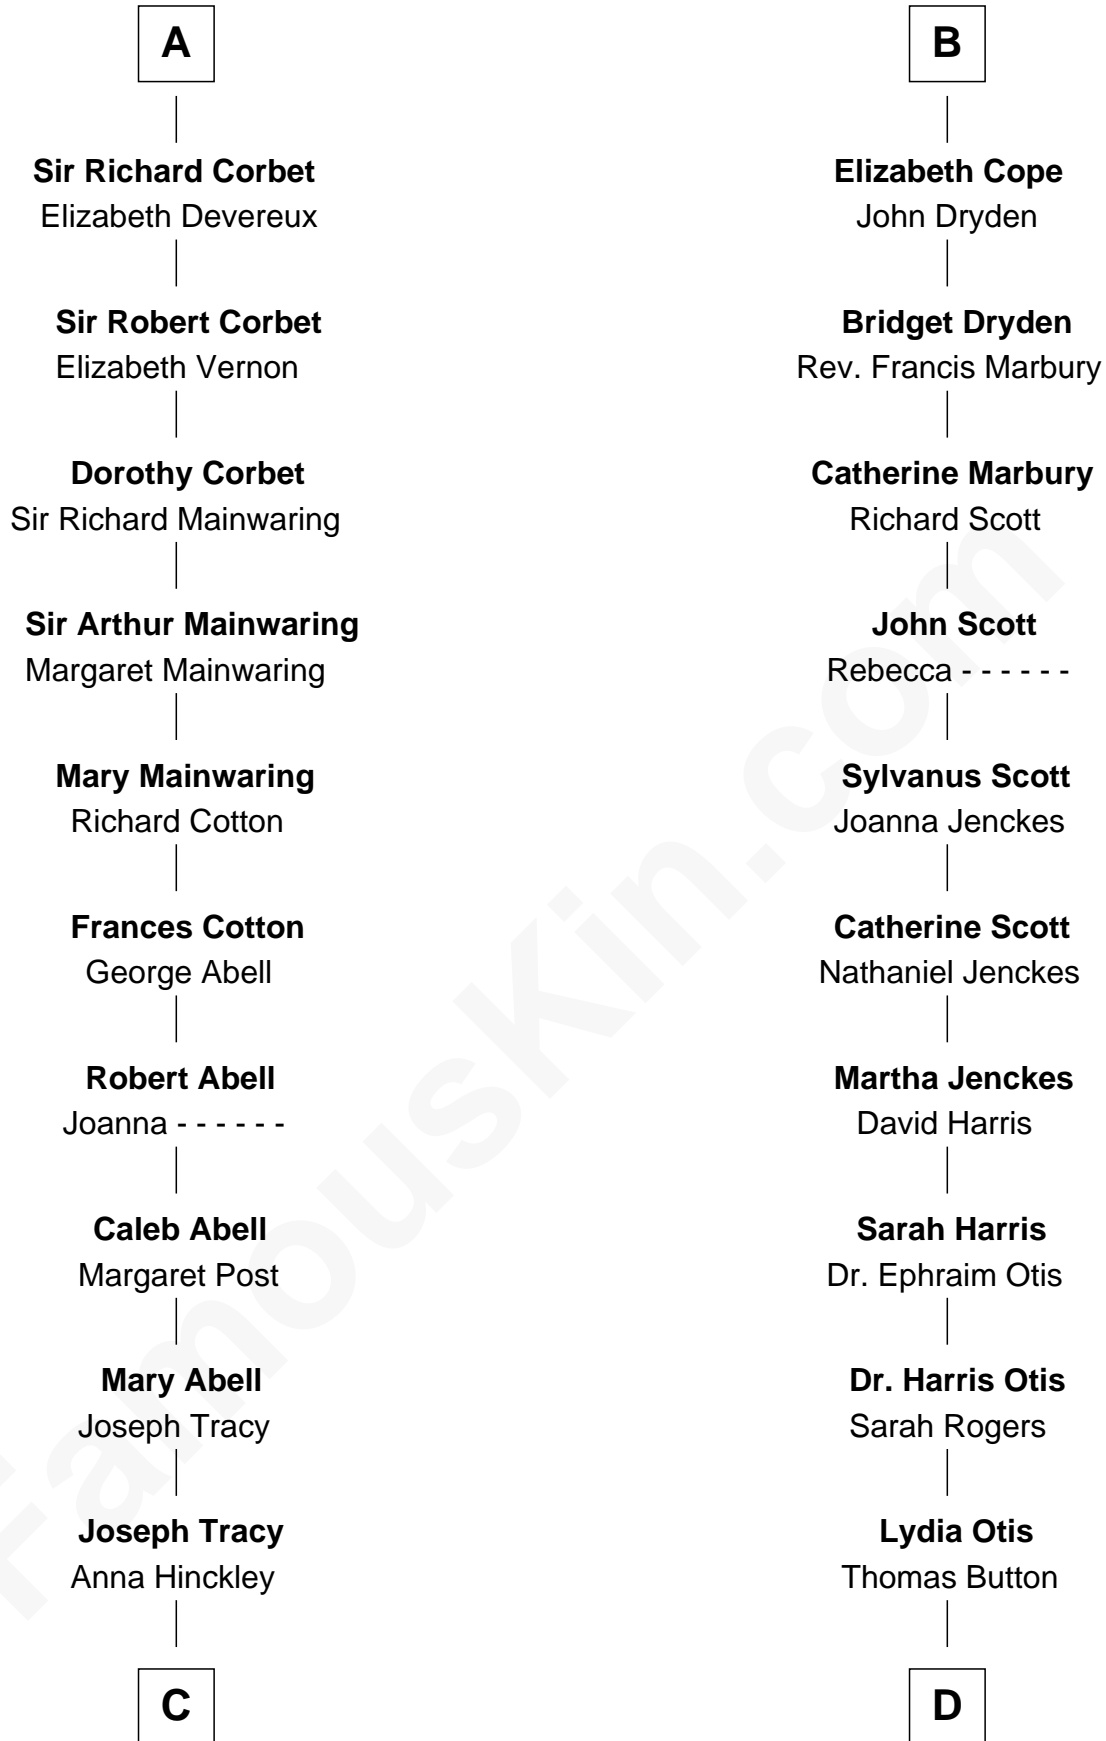 A
Sir Richard Corbet
Elizabeth Devereux
Sir Robert Corbet
Elizabeth Vernon
Dorothy Corbet
Sir Richard Mainwaring
Sir Arthur Mainwaring
Margaret Mainwaring
Mary Mainwaring
Richard Cotton
Frances Cotton
George Abell
Robert Abell
Joanna - - - - - -
Caleb Abell
Margaret Post
Mary Abell
Joseph Tracy
Joseph Tracy
Anna Hinckley
C
B
Elizabeth Cope
John Dryden
Bridget Dryden
Rev. Francis Marbury
Catherine Marbury
Richard Scott
John Scott
Rebecca - - - - - -
Sylvanus Scott
Joanna Jenckes
Catherine Scott
Nathaniel Jenckes
Martha Jenckes
David Harris
Sarah Harris
Dr. Ephraim Otis
Dr. Harris Otis
Sarah Rogers
Lydia Otis
Thomas Button
D
FamousKin.com